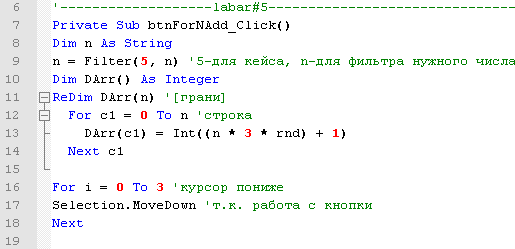 6 '--------------------labar#5--------------------------------
7 Private Sub btnForNAdd_Click()
8 Dim n As String
9 n = Filter(5, n) '5-для кейса, n-для фильтра нужного числа
10 Dim DArr() As Integer
11 ReDim DArr(n) '[грани]
12 For c1 = 0 To n 'строка
13 DArr(c1) = Int((n * 3 * rnd) + 1)
14 Next c1
15
16 For i = 0 To 3 'курсор пониже
17 Selection.MoveDown 'т.к. работа с кнопки
18 Next
19